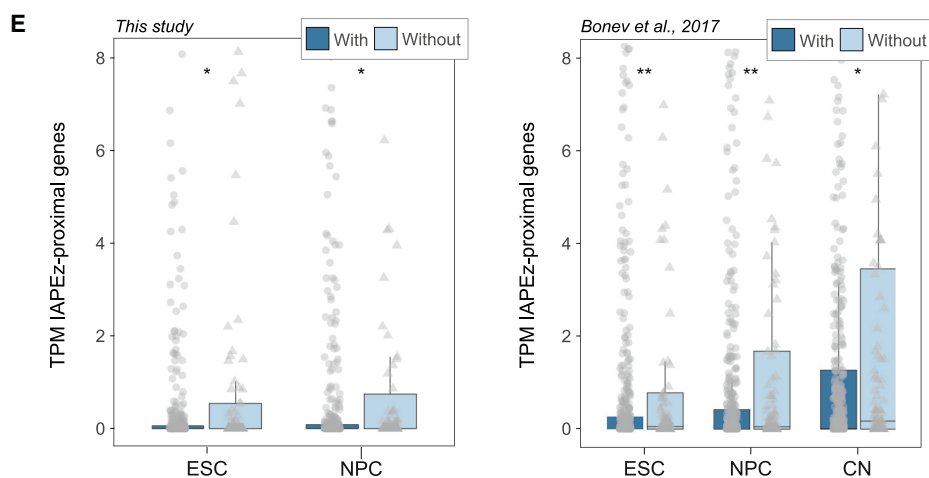 E
This study
With Without
TPM IAPEz-proximal genes
8
6
4
2
0
* *
ESC NPC
Bonev et al., 2017
With Without
TPM IAPEz-proximal genes
8
6
4
2
0
** ** *
ESC NPC CN